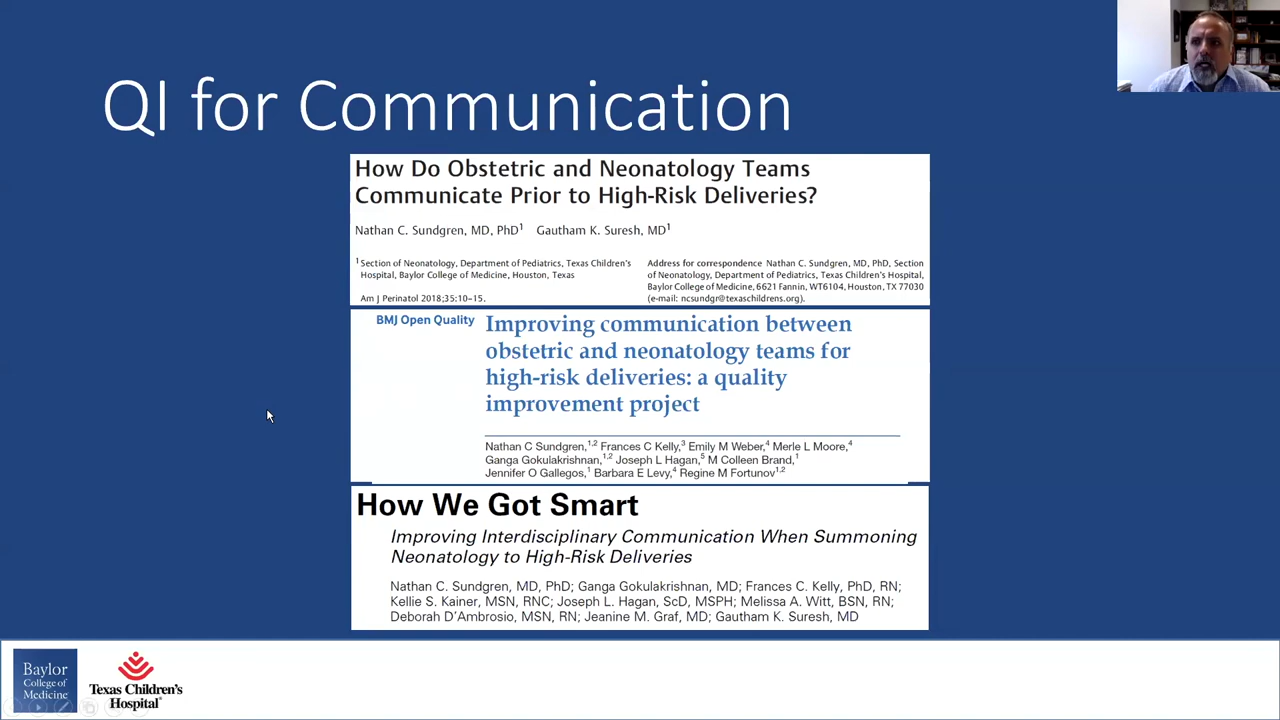 QI for Communication
How Do Obstetric and Neonatology Teams
Communicate Prior to High-Risk Deliveries?
Nathan C. Sundgren, MD, PhD1 Gautham K. Suresh, MD1
1 Section of Neonatology, Department of Pediatrics, Texas Children's
Hospital, Baylor College of Medicine, Houston, Texas
Am J Perinatol 2018;35:10–15.
Address for correspondence Nathan C. Sundgren, MD, PhD, Section
of Neonatology, Department of Pediatrics, Texas Children's Hospital,
Baylor College of Medicine, 6621 Fannin, WT6104, Houston, TX 77030
(e-mail: ncsundgr@texaschildrens.org).
BMJ Open Quality
Improving communication between
obstetric and neonatology teams for
high-risk deliveries: a quality
improvement project
Nathan C Sundgren,1,2 Frances C Kelly,3 Emily M Weber,4 Merle L Moore,4
Ganga Gokulakrishnan,1,2 Joseph L Hagan,5 M Colleen Brand,1
Jennifer O Gallegos,1 Barbara E Levy,4 Regine M Fortunov1,2
How We Got Smart
Improving Interdisciplinary Communication When Summoning
Neonatology to High-Risk Deliveries
Nathan C. Sundgren, MD, PhD; Ganga Gokulakrishnan, MD; Frances C. Kelly, PhD, RN;
Kellie S. Kainer, MSN, RNC; Joseph L. Hagan, ScD, MSPH; Melissa A. Witt, BSN, RN;
Deborah D'Ambrosio, MSN, RN; Jeanine M. Graf, MD; Gautham K. Suresh, MD
Baylor
College of
Medicine
Texas Children's
Hospital